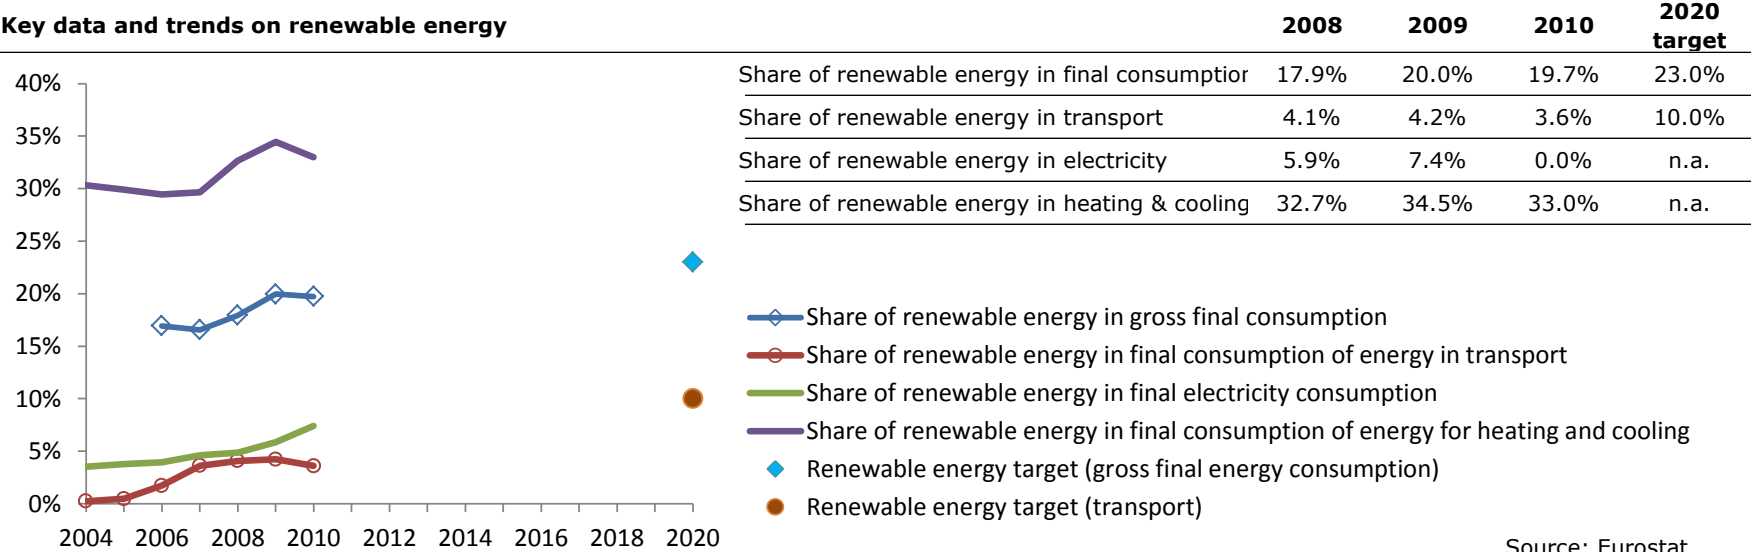 Key data and trends on renewable energy 2008 2009 2010 2020 target
Share of renewable energy in final consumption 17.9% 20.0% 19.7% 23.0%
Share of renewable energy in transport 4.1% 4.2% 3.6% 10.0%
Share of renewable energy in electricity 5.9% 7.4% 0.0% n.a.
Share of renewable energy in heating & cooling 32.7% 34.5% 33.0% n.a.
40%
35%
30%
25%
20%
15%
10%
5%
0%
2004 2006 2008 2010 2012 2014 2016 2018 2020
Share of renewable energy in gross final consumption
Share of renewable energy in final consumption of energy in transport
Share of renewable energy in final electricity consumption
Share of renewable energy in final consumption of energy for heating and cooling
Renewable energy target (gross final energy consumption)
Renewable energy target (transport)
Source: Eurostat